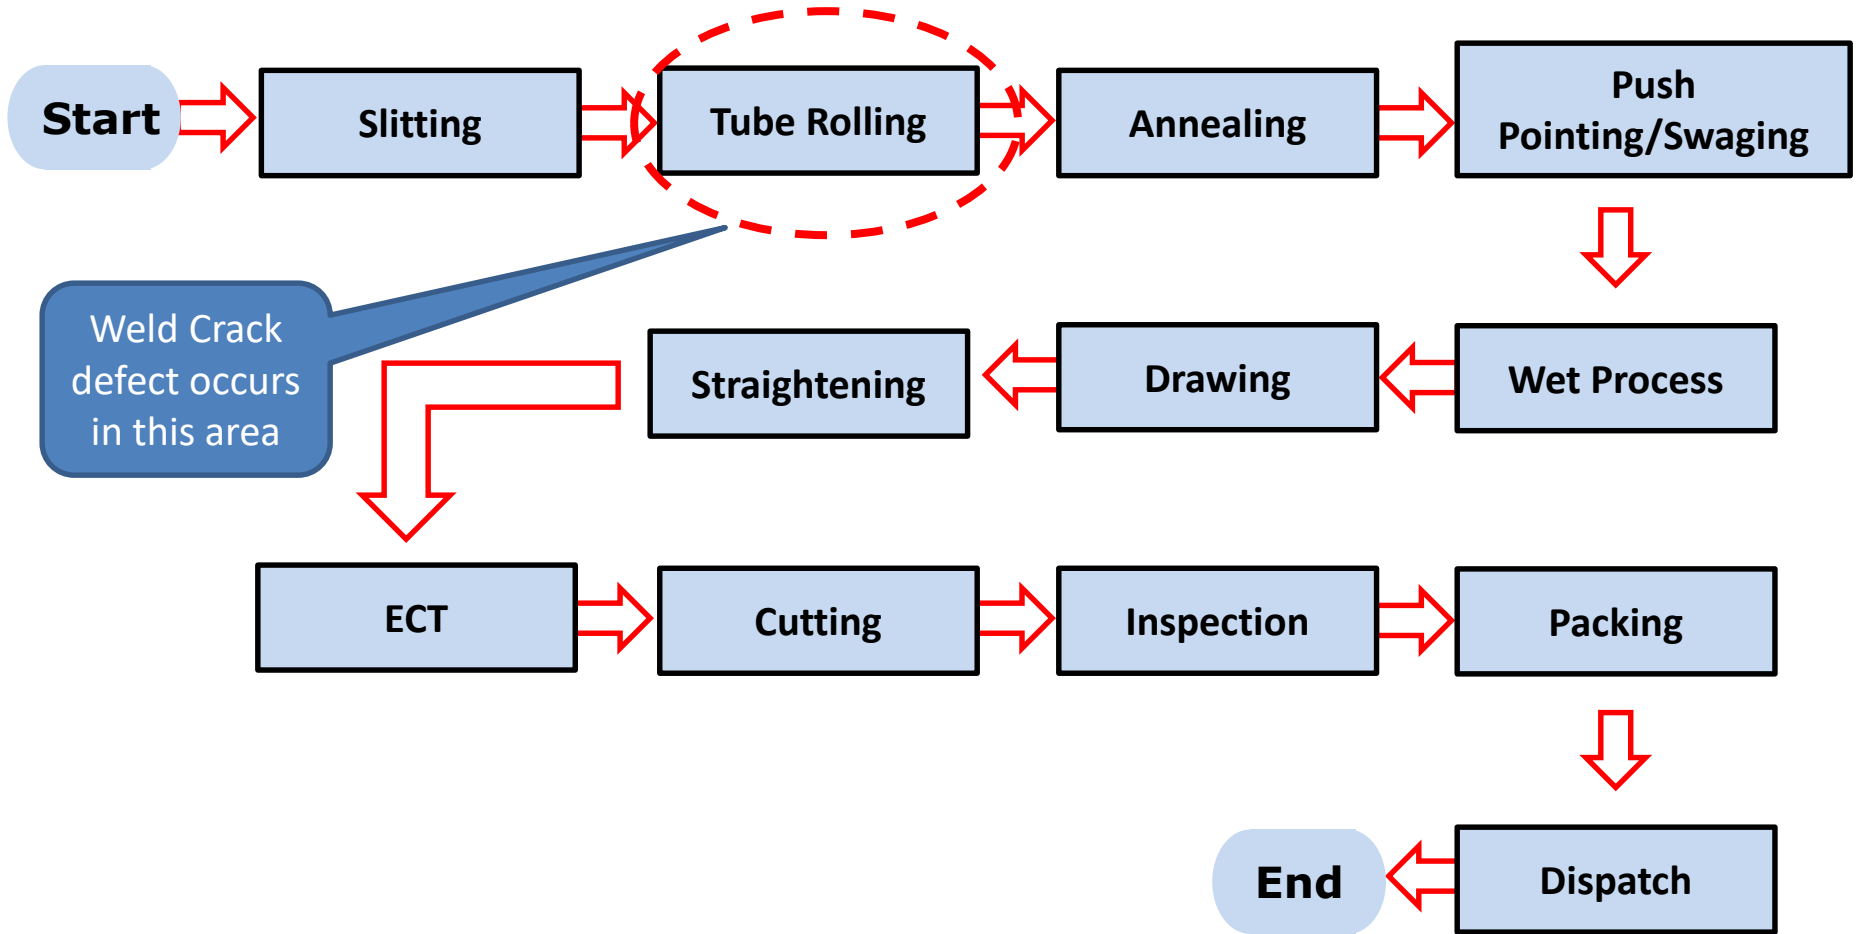 Start
Slitting
Tube Rolling
Annealing
Push
Pointing/Swaging
Weld Crack
defect occurs
in this area
Straightening
Drawing
Wet Process
ECT
Cutting
Inspection
Packing
End
Dispatch